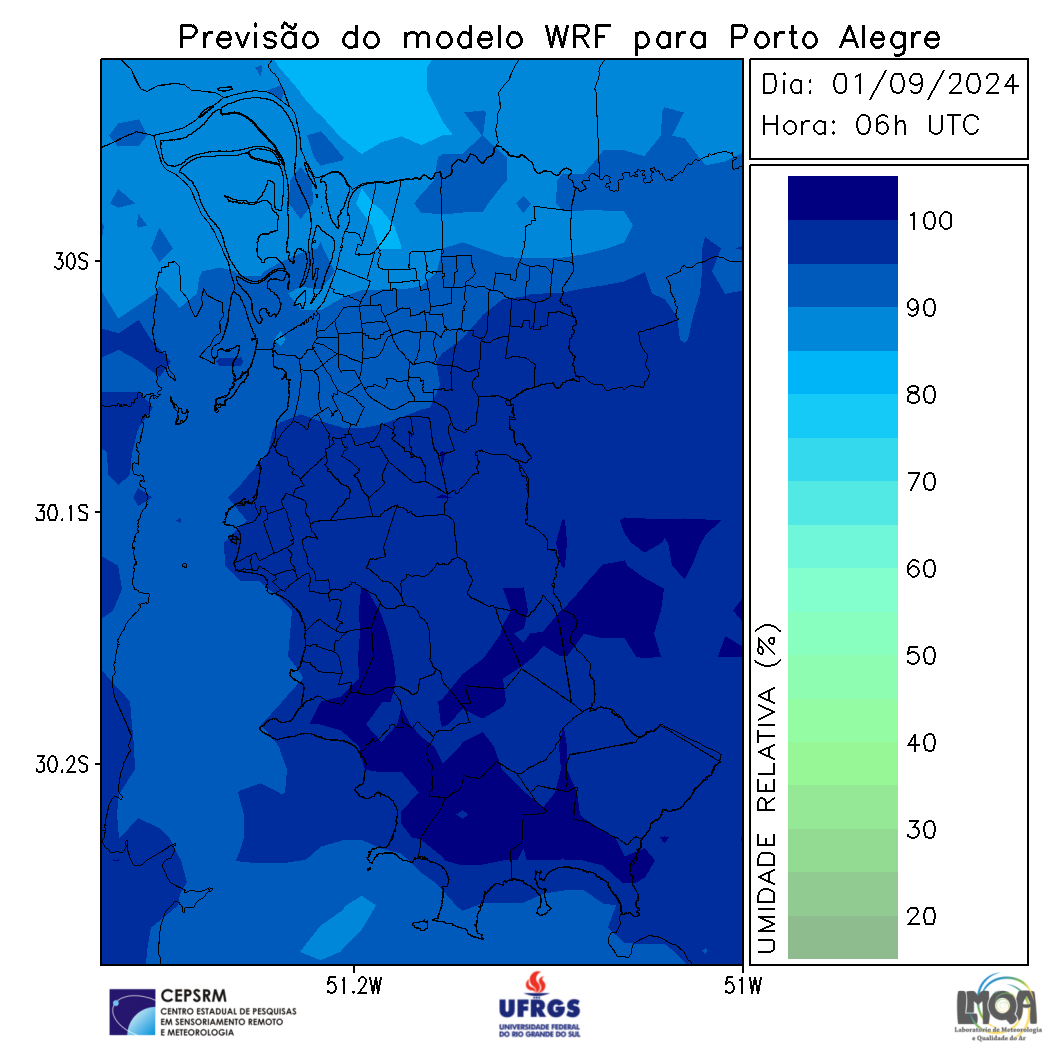 Previsão do modelo WRF para Porto Alegre
Dia: 01/09/2024
Hora: 06h UTC
100
90
80
70
60
50
40
30
20
UMIDADE RELATIVA (%)
30S
30.1S
30.2S
51.2W
51W
CEPSRM
CENTRO ESTADUAL DE PESQUISAS
EM SENSORIAMENTO REMOTO
E METEOROLOGIA
UFRGS
UNIVERSIDADE FEDERAL
DO RIO GRANDE DO SUL
LMQA
Laboratório de Meteorologia
e Qualidade do Ar